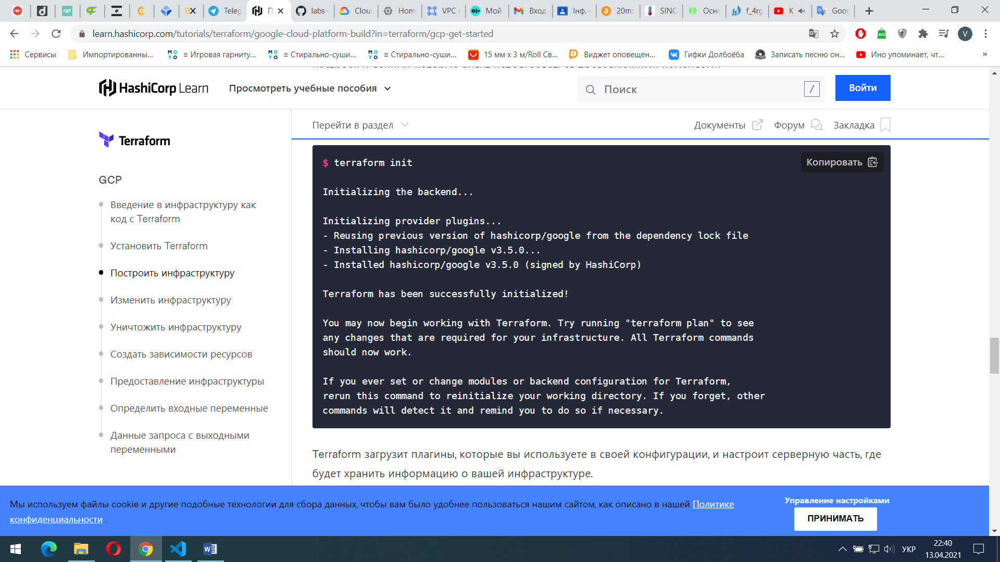 Teleg
П
labs-
Cloud
Hom
VPC
Мой
Вход
Інф.-
20m:
SINC
Осно
f_4rg
К
Goog
learn.hashicorp.com/tutorials/terraform/google-cloud-platform-build?in=terraform/gcp-get-started
V
Сервисы
Импортированны...
≡ Игровая гарниту...
≡ Стирально-суши...
≡ Стирально-суши...
15 мм x 3 м/Roll Св...
Виджет оповещен...
Гифки Долбоёба
Записать песню он...
Ино упоминает, чт...
»
HashiCorp Learn
Просмотреть учебные пособия
Поиск
/
Войти
Перейти в раздел
Документы
Форум
Закладка
Terraform
GCP
Введение в инфраструктуру как
код с Terraform
Установить Terraform
Построить инфраструктуру
Изменить инфраструктуру
Уничтожить инфраструктуру
Создать зависимости ресурсов
Предоставление инфраструктуры
Определить входные переменные
Данные запроса с выходными
переменными
$ terraform init
Копировать
Initializing the backend...
Initializing provider plugins...
- Reusing previous version of hashicorp/google from the dependency lock file
- Installing hashicorp/google v3.5.0...
- Installed hashicorp/google v3.5.0 (signed by HashiCorp)
Terraform has been successfully initialized!
You may now begin working with Terraform. Try running "terraform plan" to see
any changes that are required for your infrastructure. All Terraform commands
should now work.
If you ever set or change modules or backend configuration for Terraform,
rerun this command to reinitialize your working directory. If you forget, other
commands will detect it and remind you to do so if necessary.
Terraform загрузит плагины, которые вы используете в своей конфигурации, и настроит серверную часть, где
будет хранить информацию о вашей инфраструктуре.
Мы используем файлы cookie и другие подобные технологии для сбора данных, чтобы вам было удобнее пользоваться нашим сайтом, как описано в нашей Политике
конфиденциальности .
Управление настройками
ПРИНИМАТЬ
УКР
22:40
13.04.2021